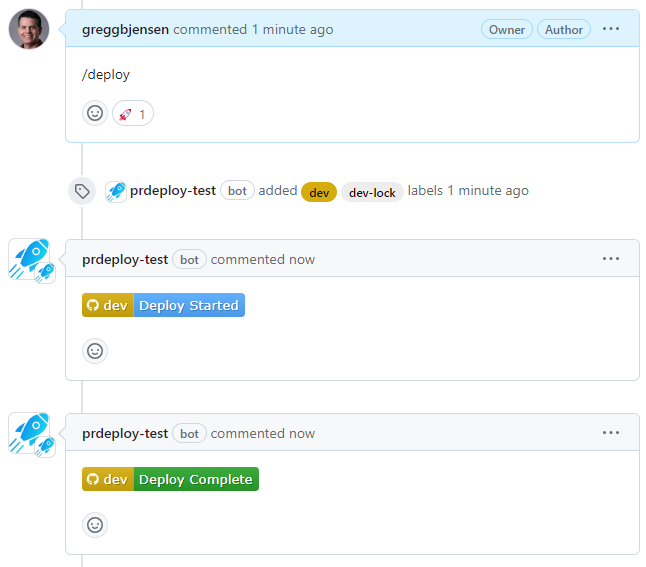 greggbjensen commented 1 minute ago Owner Author
/deploy
1
prdeploy-test bot added dev dev-lock labels 1 minute ago
prdeploy-test bot commented now
dev Deploy Started
prdeploy-test bot commented now
dev Deploy Complete